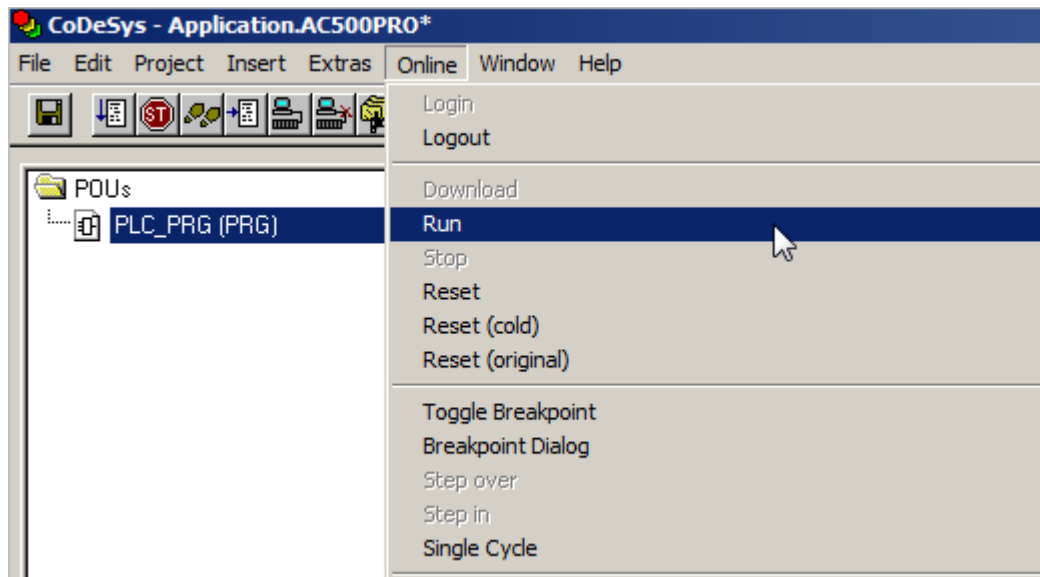 CoDeSys - Application.AC500PRO*
File Edit Project Insert Extras Online Window Help
ST
POUs
PLC_PRG (PRG)
Login
Logout
Download
Run
Stop
Reset
Reset (cold)
Reset (original)
Toggle Breakpoint
Breakpoint Dialog
Step over
Step in
Single Cycle